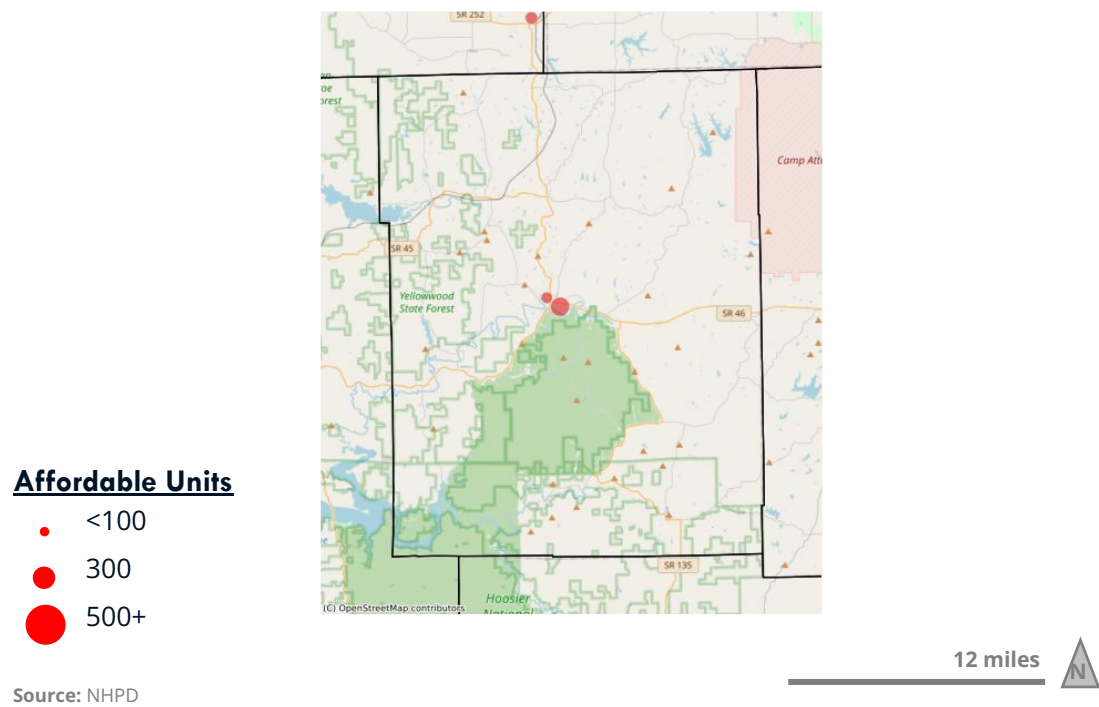 SR 252
Camp Att
SR 45
Yellowwood
State Forest
SR 46
SR 135
Hoosier
National
(C) OpenStreetMap contributors
Affordable Units
<100
300
500+
12 miles
N
Source: NHPD